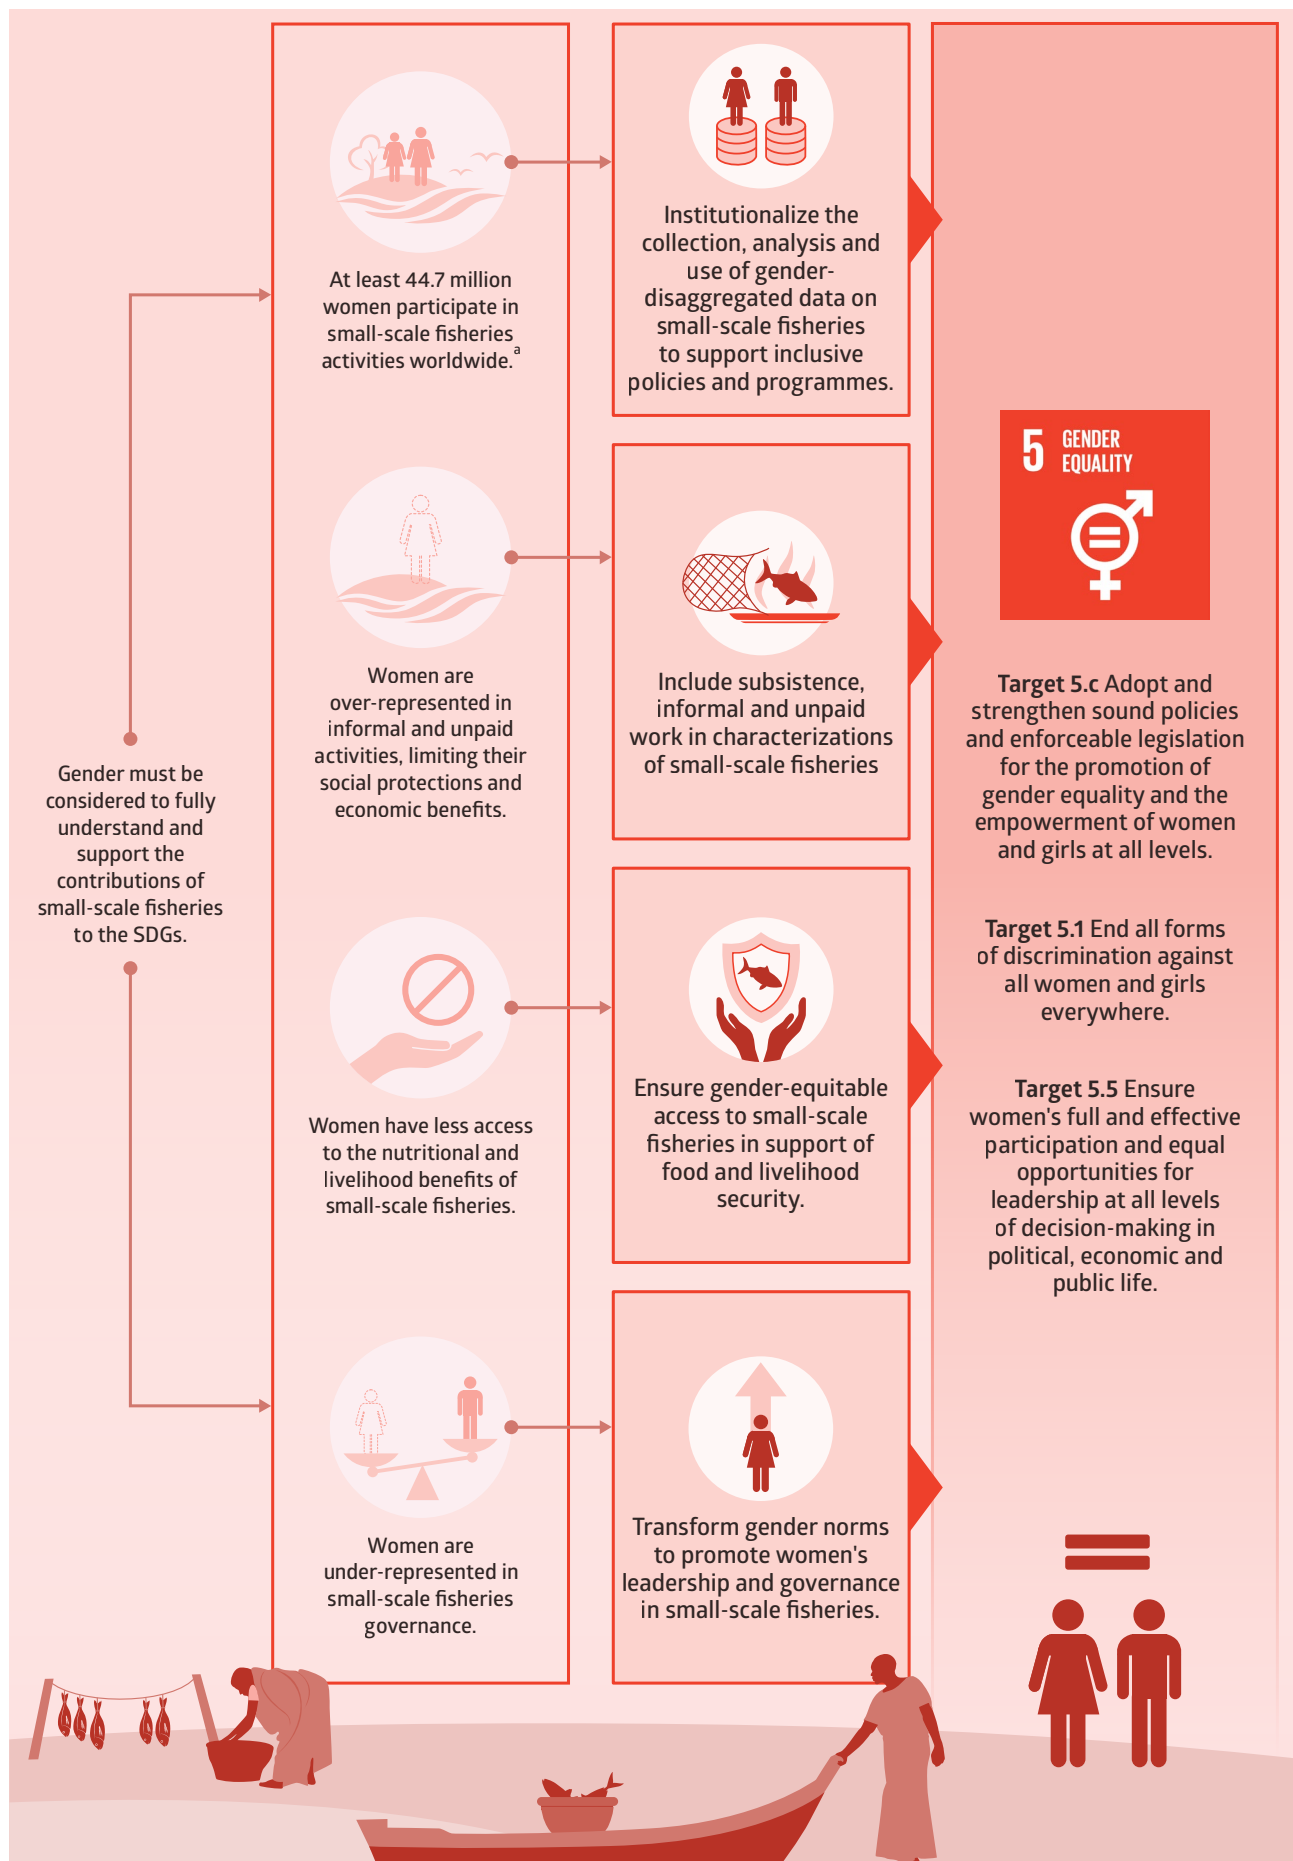 Gender must be
considered to fully
understand and
support the
contributions of
small-scale fisheries
to the SDGs.
At least 44.7 million
women participate in
small-scale fisheries
activities worldwide.a
Women are
over-represented in
informal and unpaid
activities, limiting their
social protections and
economic benefits.
Women have less access
to the nutritional and
livelihood benefits of
small-scale fisheries.
Women are
under-represented in
small-scale fisheries
governance.
Institutionalize the
collection, analysis and
use of gender-
disaggregated data on
small-scale fisheries
to support inclusive
policies and programmes.
Include subsistence,
informal and unpaid
work in characterizations
of small-scale fisheries
Ensure gender-equitable
access to small-scale
fisheries in support of
food and livelihood
security.
Transform gender norms
to promote women's
leadership and governance
in small-scale fisheries.
5 GENDER
EQUALITY
Target 5.c Adopt and
strengthen sound policies
and enforceable legislation
for the promotion of
gender equality and the
empowerment of women
and girls at all levels.
Target 5.1 End all forms
of discrimination against
all women and girls
everywhere.
Target 5.5 Ensure
women's full and effective
participation and equal
opportunities for
leadership at all levels
of decision-making in
political, economic and
public life.